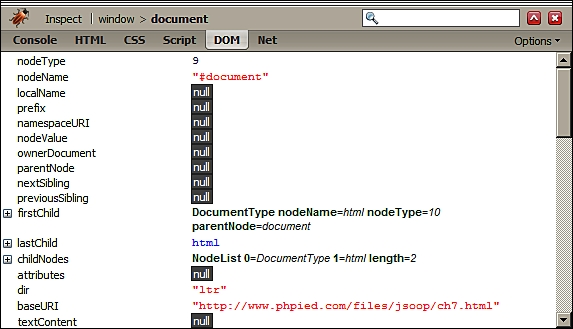 Inspect window > document
Console HTML CSS Script DOM Net Options
nodeType 9
nodeName "#document"
localName null
prefix null
namespaceURI null
nodeValue null
ownerDocument null
parentNode null
nextSibling null
previousSibling null
firstChild DocumentType nodeName=html nodeType=10
parentNode=document
lastChild html
childNodes NodeList 0=DocumentType 1=html length=2
attributes null
dir "ltr"
baseURI "http://www.phpied.com/files/jsoop/ch7.html"
textContent null